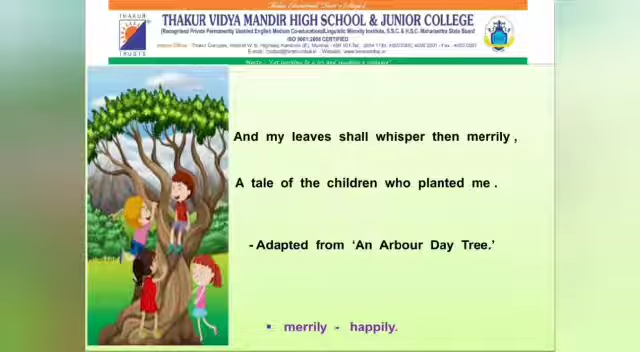 THAKUR
TRUSTS
THAKUR VIDYA MANDIR HIGH SCHOOL & JUNIOR COLLEGE
ISO 9001:2008 CERTIFIED
And my leaves shall whisper then merrily ,
A tale of the children who planted me .
- Adapted from ‘An Arbour Day Tree.’
▪ merrily - happily.